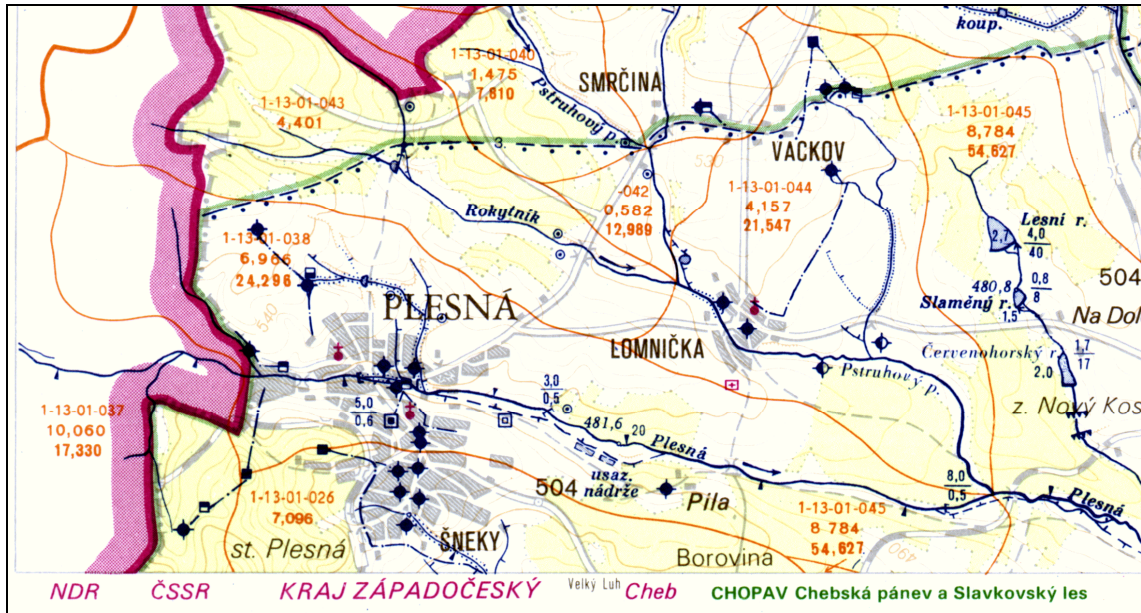 koup.
1-13-01-040
1,475
7,810
SMRČINA
Pstruhový p.
1-13-01-043
4,401
1-13-01-045
8,784
54,627
3
530
VACKOV
-042
0,582
12,989
1-13-01-044
4,157
21,547
Rokytník
Lesní r.
2,7
4,0
40
1-13-01-038
6,966
24,296
504
480,8
0,8
8
Slaměný r.
1,5
Na Dol
540
PLESNÁ
LOMNIČKA
Červenohorský r.
1,7
17
2.0
Pstruhový p.
1-13-01-037
10,060
17,330
3,0
0,5
5,0
0,6
z. Nový Kos
481,6
20
Plesná
usaz.
nádrže
8,0
0,5
504
Pila
1-13-01-026
7,096
1-13-01-045
8 784
54,627
Plesná
st. Plesná
ŠNEKY
Borovina
490
NDR
ČSSR
KRAJ ZÁPADOČESKÝ
Velký Luh
Cheb
CHOPAV Chebská pánev a Slavkovský les